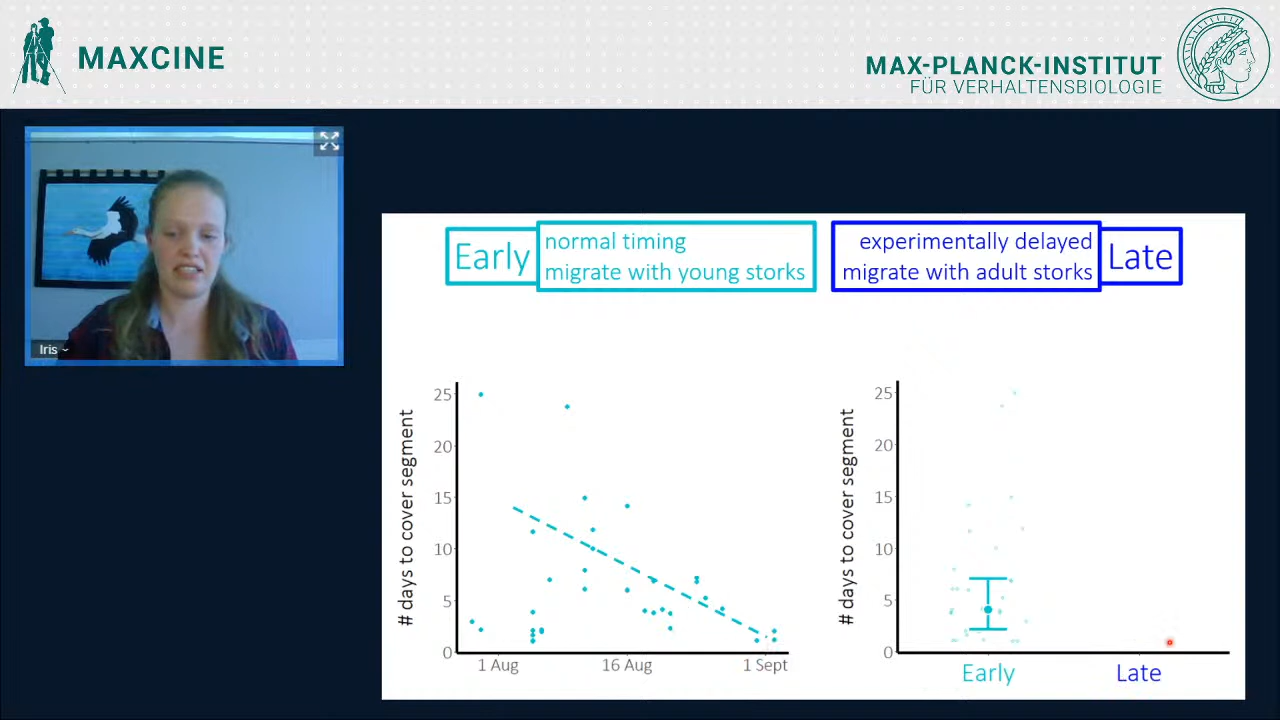 MAXCINE
MAX-PLANCK-INSTITUT
FÜR VERHALTENSBIOLOGIE
Iris
Early
normal timing
migrate with young storks
experimentally delayed
migrate with adult storks
Late
# days to cover segment
25
20
15
10
5
0
1 Aug
16 Aug
1 Sept
# days to cover segment
25
20
15
10
5
0
Early
Late